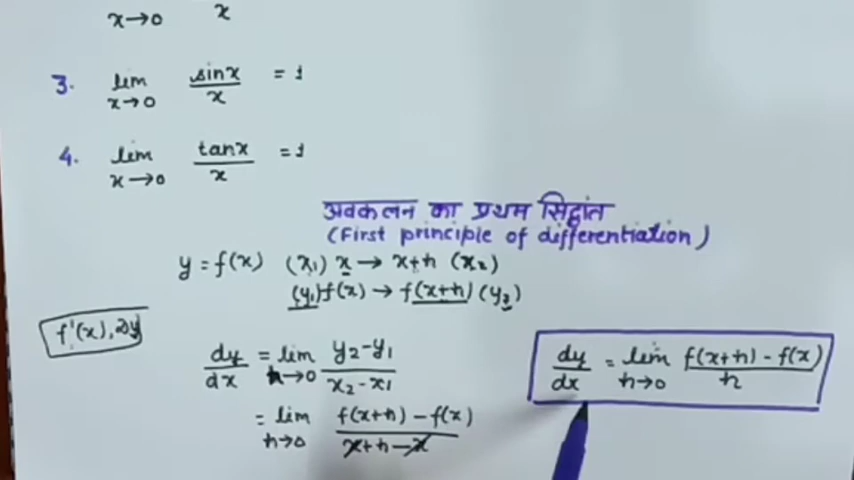 x→0 x
3. lim x→0 sinx/x = 1
4. lim x→0 tanx/x = 1
अवकलन का प्रथम सिद्धांत
(First principle of differentiation)
y = f(x) (x₁) x → x+h (x₂)
(y₁) f(x) → f(x+h) (y₂)
f'(x),
dy/dx = lim h→0 y₂-y₁/x₂-x₁
= lim h→0 f(x+h) - f(x)/x+h-x
dy/dx = lim h→0 f(x+h) - f(x)/h